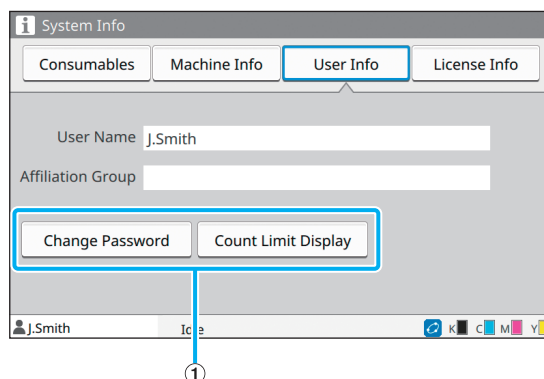 System Info
Consumables Machine Info User Info License Info
User Name J.Smith
Affiliation Group
Change Password Count Limit Display
J.Smith Idle K C M Y
1